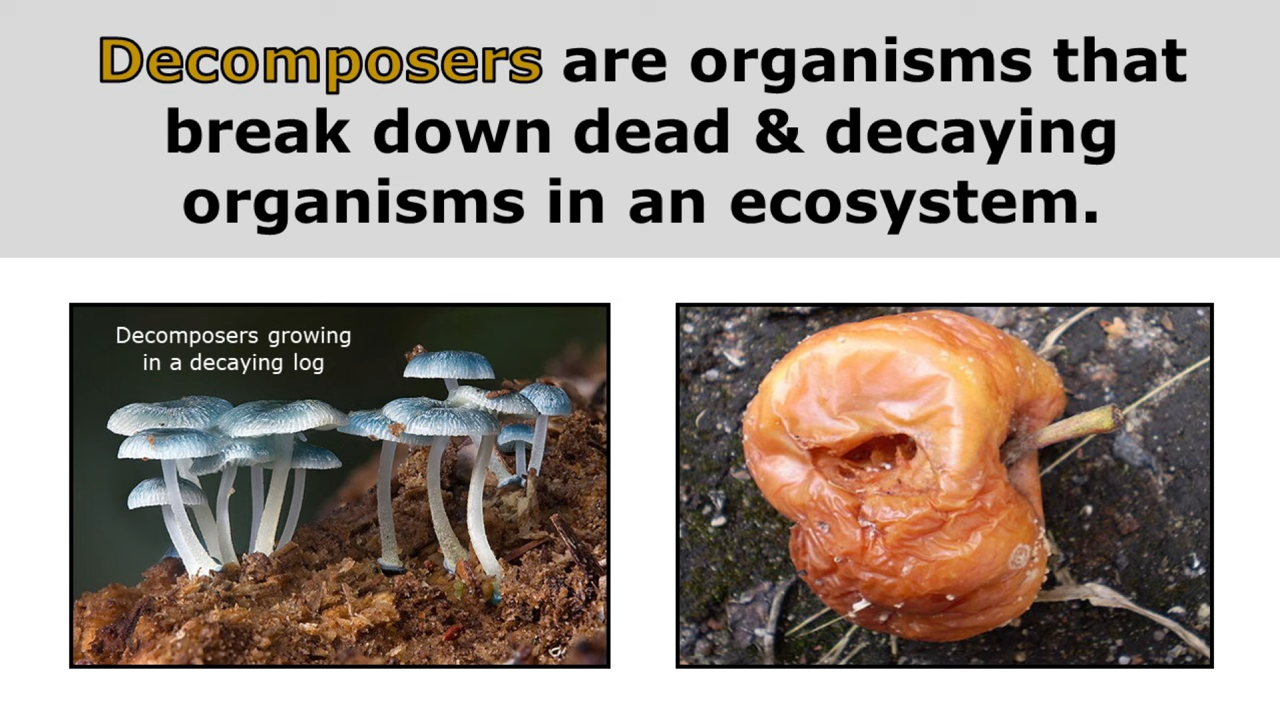 Decomposers are organisms that
break down dead & decaying
organisms in an ecosystem.
Decomposers growing
in a decaying log